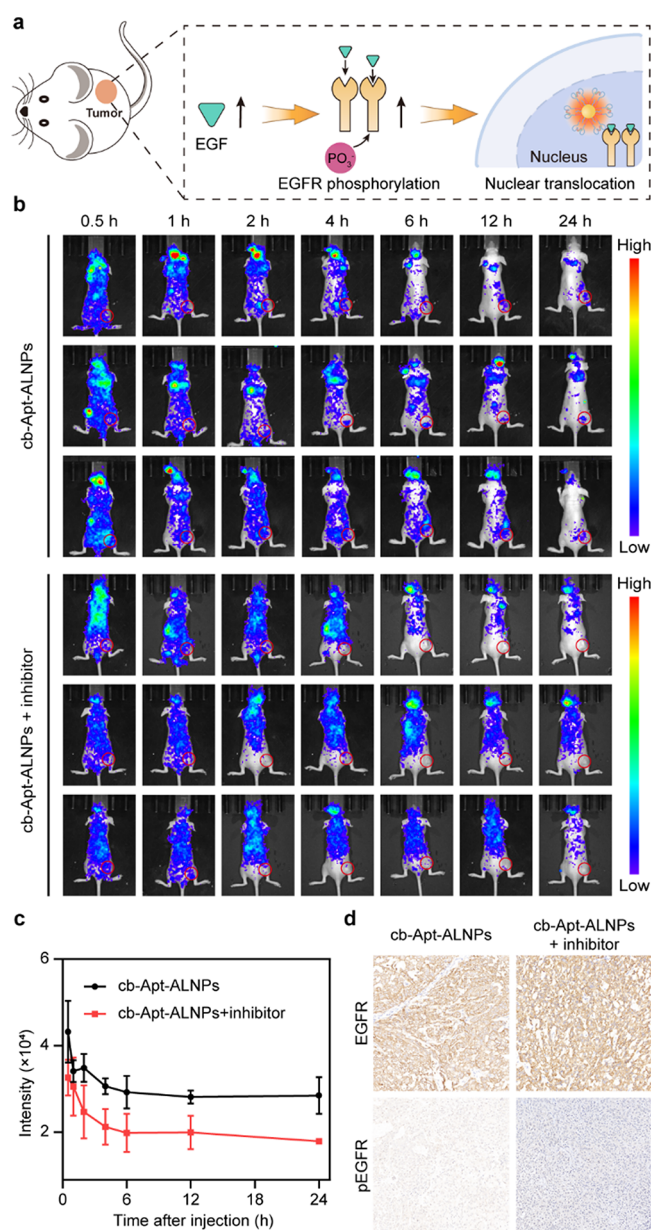 a
Tumor
EGF
PO₃⁻
EGFR phosphorylation
Nucleus
Nuclear translocation
b
0.5 h 1 h 2 h 4 h 6 h 12 h 24 h
cb-Apt-ALNPs
High
Low
cb-Apt-ALNPs + inhibitor
High
Low
c
cb-Apt-ALNPs
cb-Apt-ALNPs+inhibitor
Intensity (×10⁴)
6
4
2
0 6 12 18 24
Time after injection (h)
d
cb-Apt-ALNPs
cb-Apt-ALNPs
+ inhibitor
EGFR
pEGFR